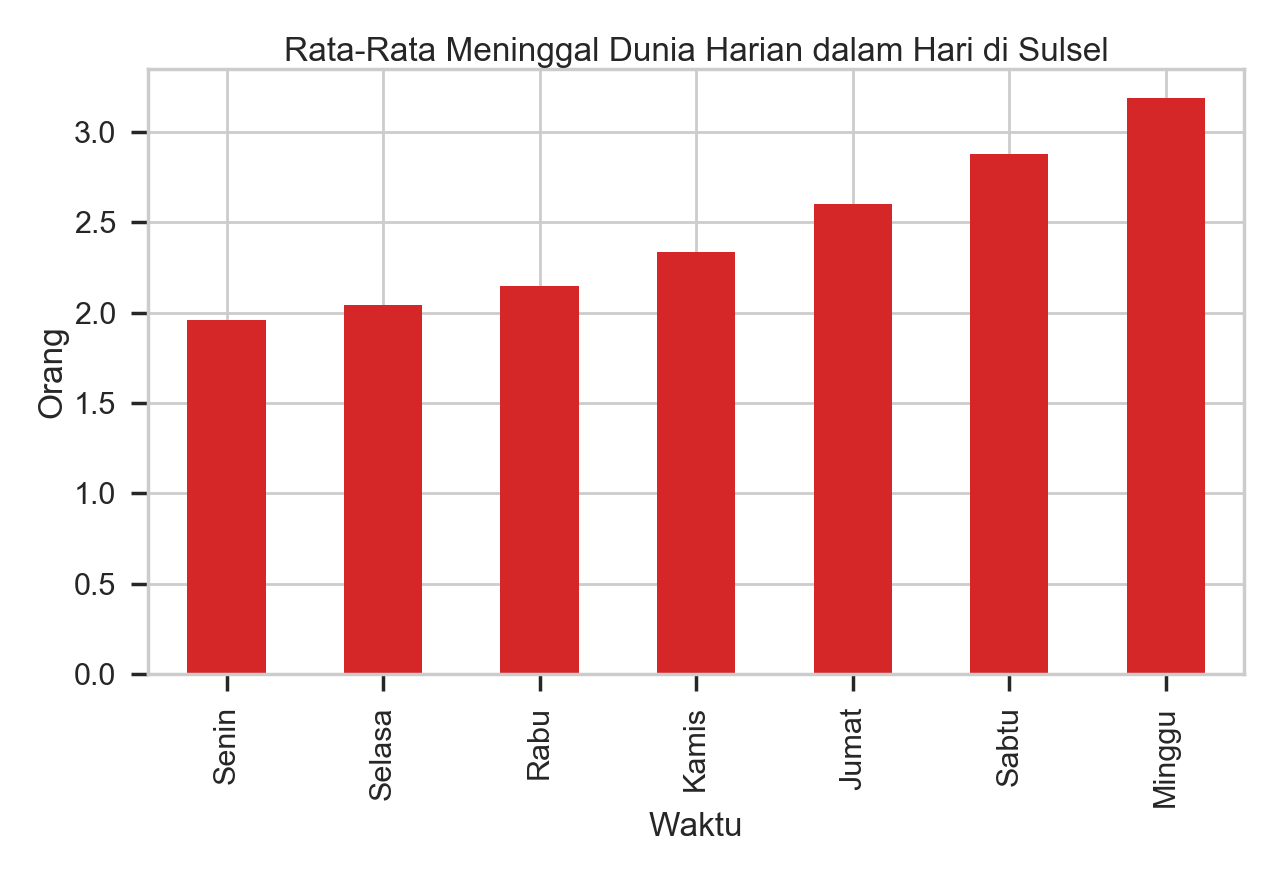 Rata-Rata Meninggal Dunia Harian dalam Hari di Sulsel
Orang
3.0
2.5
2.0
1.5
1.0
0.5
0.0
Senin
Selasa
Rabu
Kamis
Jumat
Sabtu
Minggu
Waktu